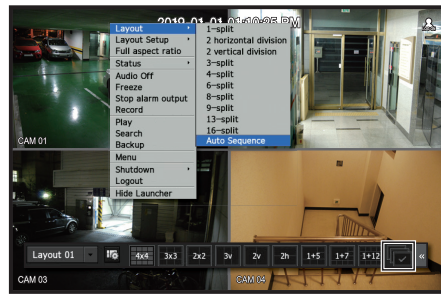 2019-01-01 01:10:25 PM
Layout
Layout Setup
Full aspect ratio
Status
Audio Off
Freeze
Stop alarm output
Record
Play
Search
Backup
Menu
Shutdown
Logout
Hide Launcher
1-split
2 horizontal division
2 vertical division
3-split
4-split
6-split
8-split
9-split
13-split
16-split
Auto Sequence
CAM 01
Layout 01
4x4
3x3
2x2
3v
2v
2h
1+5
1+7
1+12
«
CAM 03
CAM 04